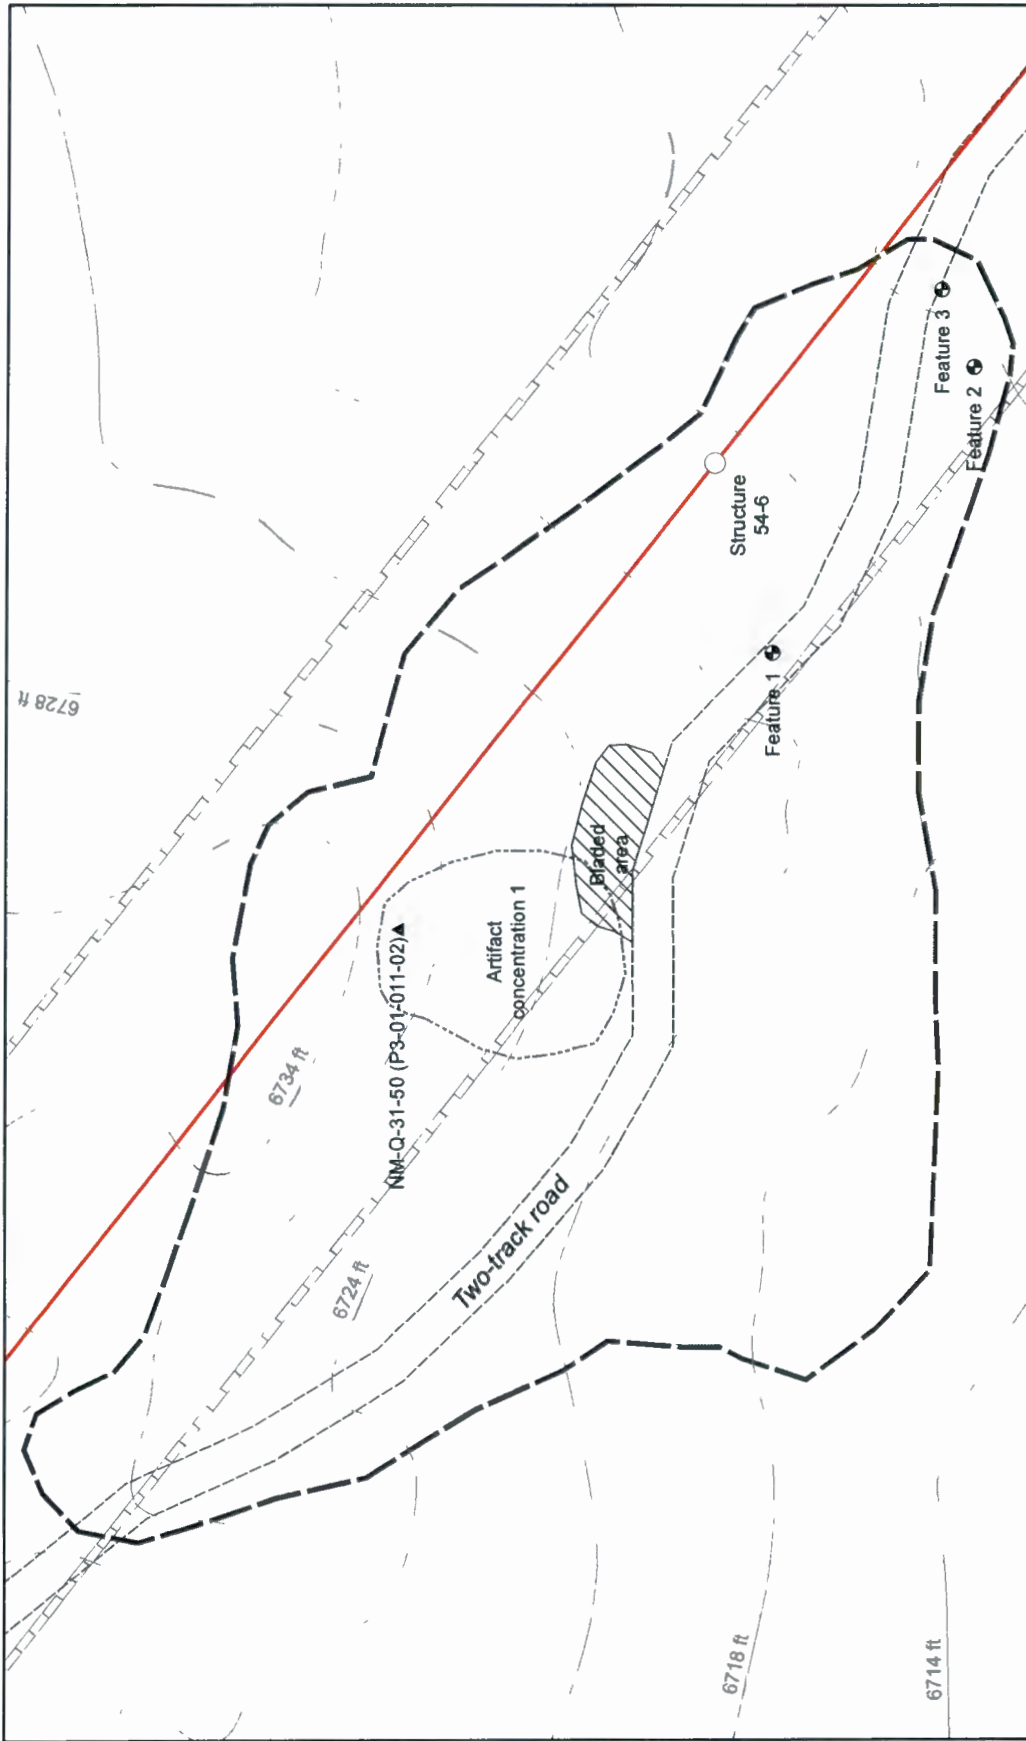 6728 ft
6734 ft
NM-Q-31-50 (P3-01-011-02)
Artifact
concentration 1
Bladed
area
6724 ft
Two-track road
Structure
54-6
Feature 1
Feature 2
Feature 3
6718 ft
6714 ft